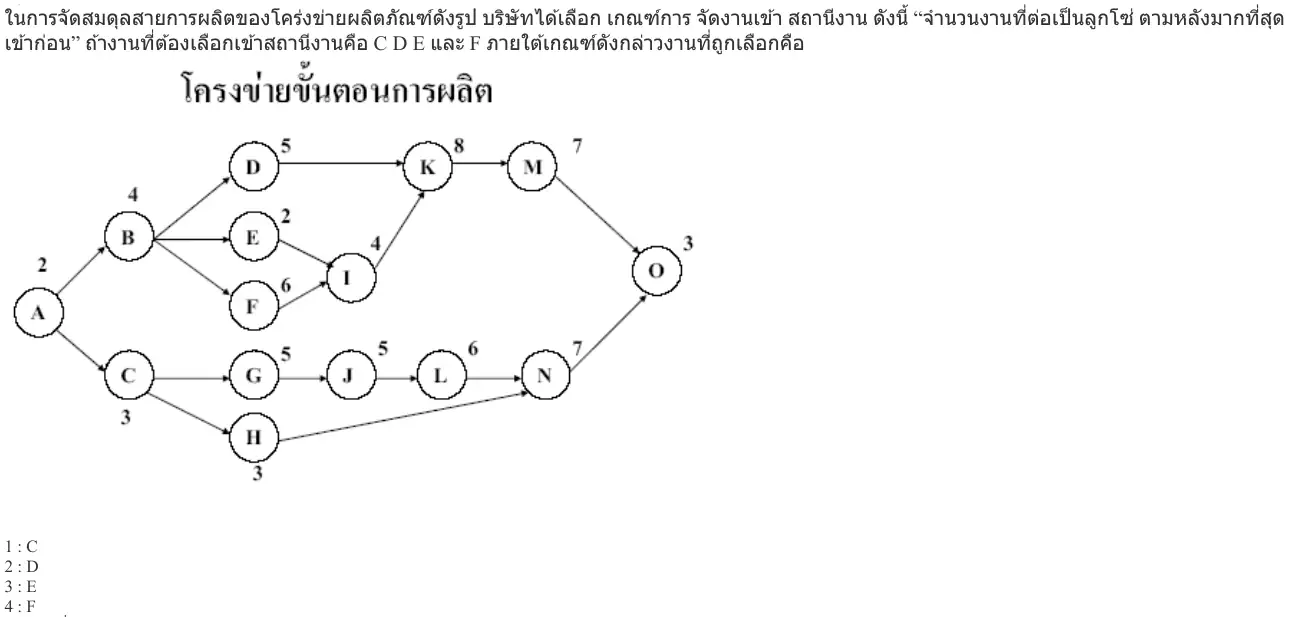 ในการจัดสมดุลสายการผลิตของโครงข่ายผลิตภัณฑ์ดังรูป บริษัทได้เลือก เกณฑ์การ จัดงานเข้า สถานีงาน ดังนี้ “จำนวนงานที่ต่อเป็นลูกโซ่ ตามหลังมากที่สุด
เข้าก่อน” ถ้างานที่ต้องเลือกเข้าสถานีงานคือ C D E และ F ภายใต้เกณฑ์ดังกล่าวงานที่ถูกเลือกคือ
โครงข่ายขั้นตอนการผลิต
5
8
7
D
K
M
4
2
B
E
4
3
2
I
O
6
A
F
5
5
6
7
C
G
J
L
N
3
H
3
1 : C
2 : D
3 : E
4 : F